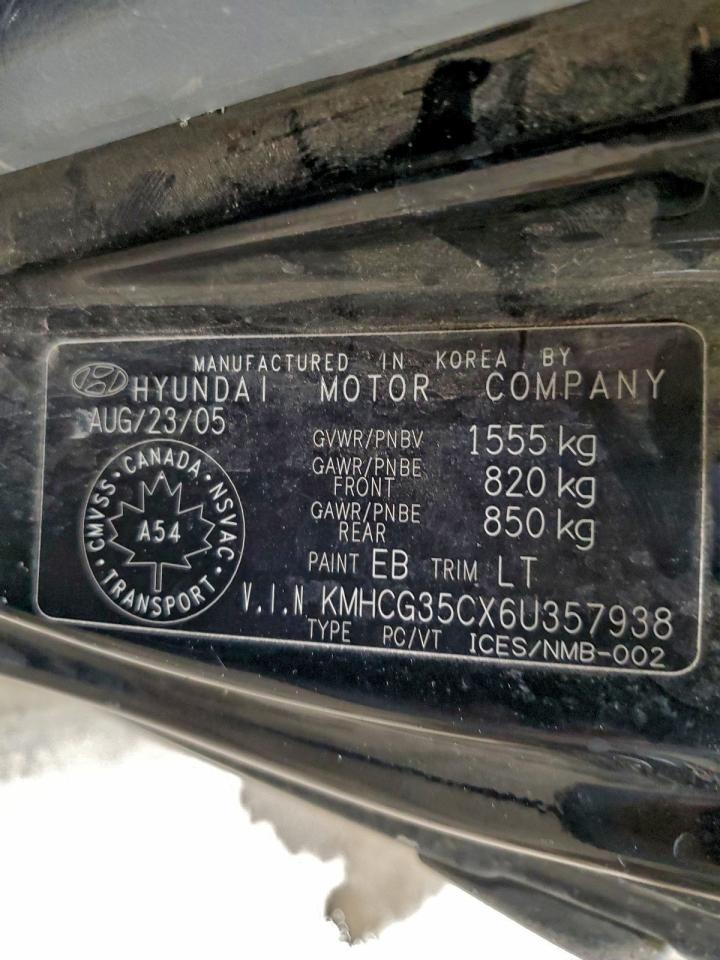 MANUFACTURED IN KOREA BY
HYUNDAI MOTOR COMPANY
AUG/23/05
GVWR/PNBV 1555 kg
GAWR/PNBE FRONT 820 kg
GAWR/PNBE REAR 850 kg
CMVSS · CANADA · NSVAC · TRANSPORT ·
A54
PAINT EB TRIM LT
V.I.N KMHCG35CX6U357938
TYPE PC/VT ICES/NMB-002